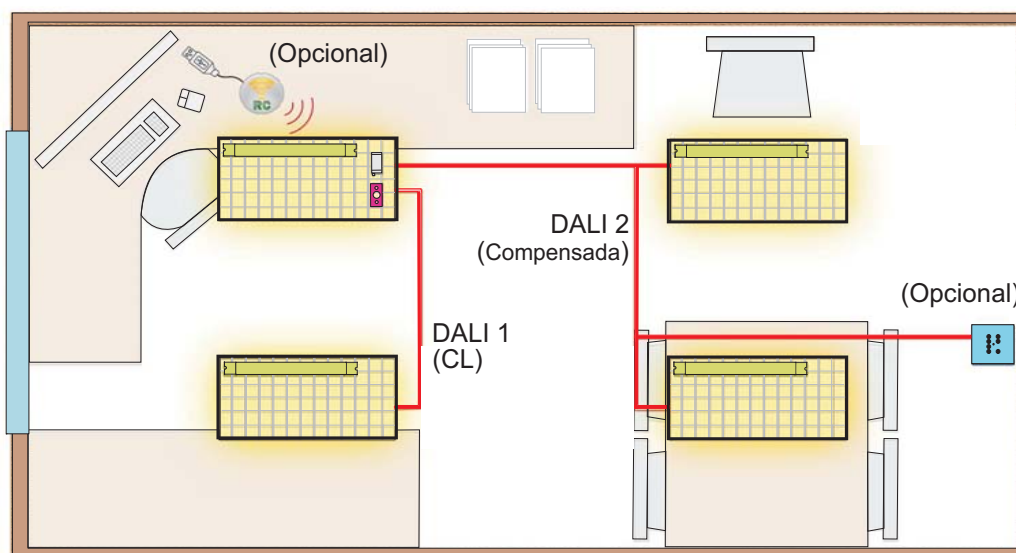 (Opcional)
RC
DALI 2
(Compensada)
(Opcional)
DALI 1
(CL)